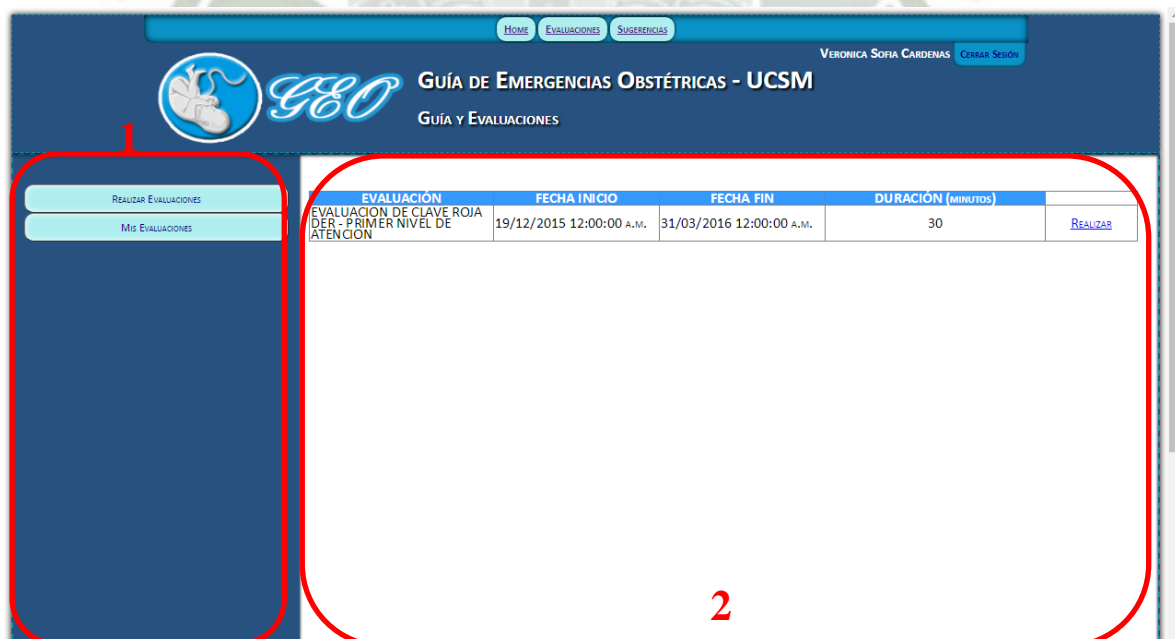 Home Evaluaciones Sugerencias
Veronica Sofia Cardenas Cerrar Sesión
GEO
Guía de Emergencias Obstétricas - UCSM
Guía y Evaluaciones
1
Realizar Evaluaciones
Mis Evaluaciones
EVALUACIÓN FECHA INICIO FECHA FIN DURACIÓN (minutos)
EVALUACION DE CLAVE ROJA
DER - PRIMER NIVEL DE
ATENCION
19/12/2015 12:00:00 a.m. 31/03/2016 12:00:00 a.m. 30 Realizar
2